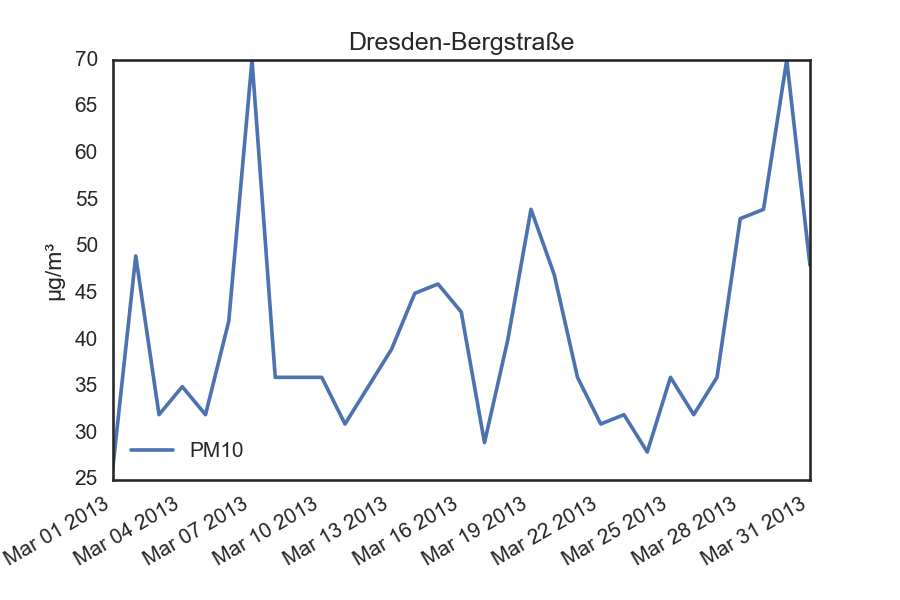 Dresden-Bergstraße
70
65
60
55
50
45
40
35
30
25
µg/m³
PM10
Mar 01 2013
Mar 04 2013
Mar 07 2013
Mar 10 2013
Mar 13 2013
Mar 16 2013
Mar 19 2013
Mar 22 2013
Mar 25 2013
Mar 28 2013
Mar 31 2013